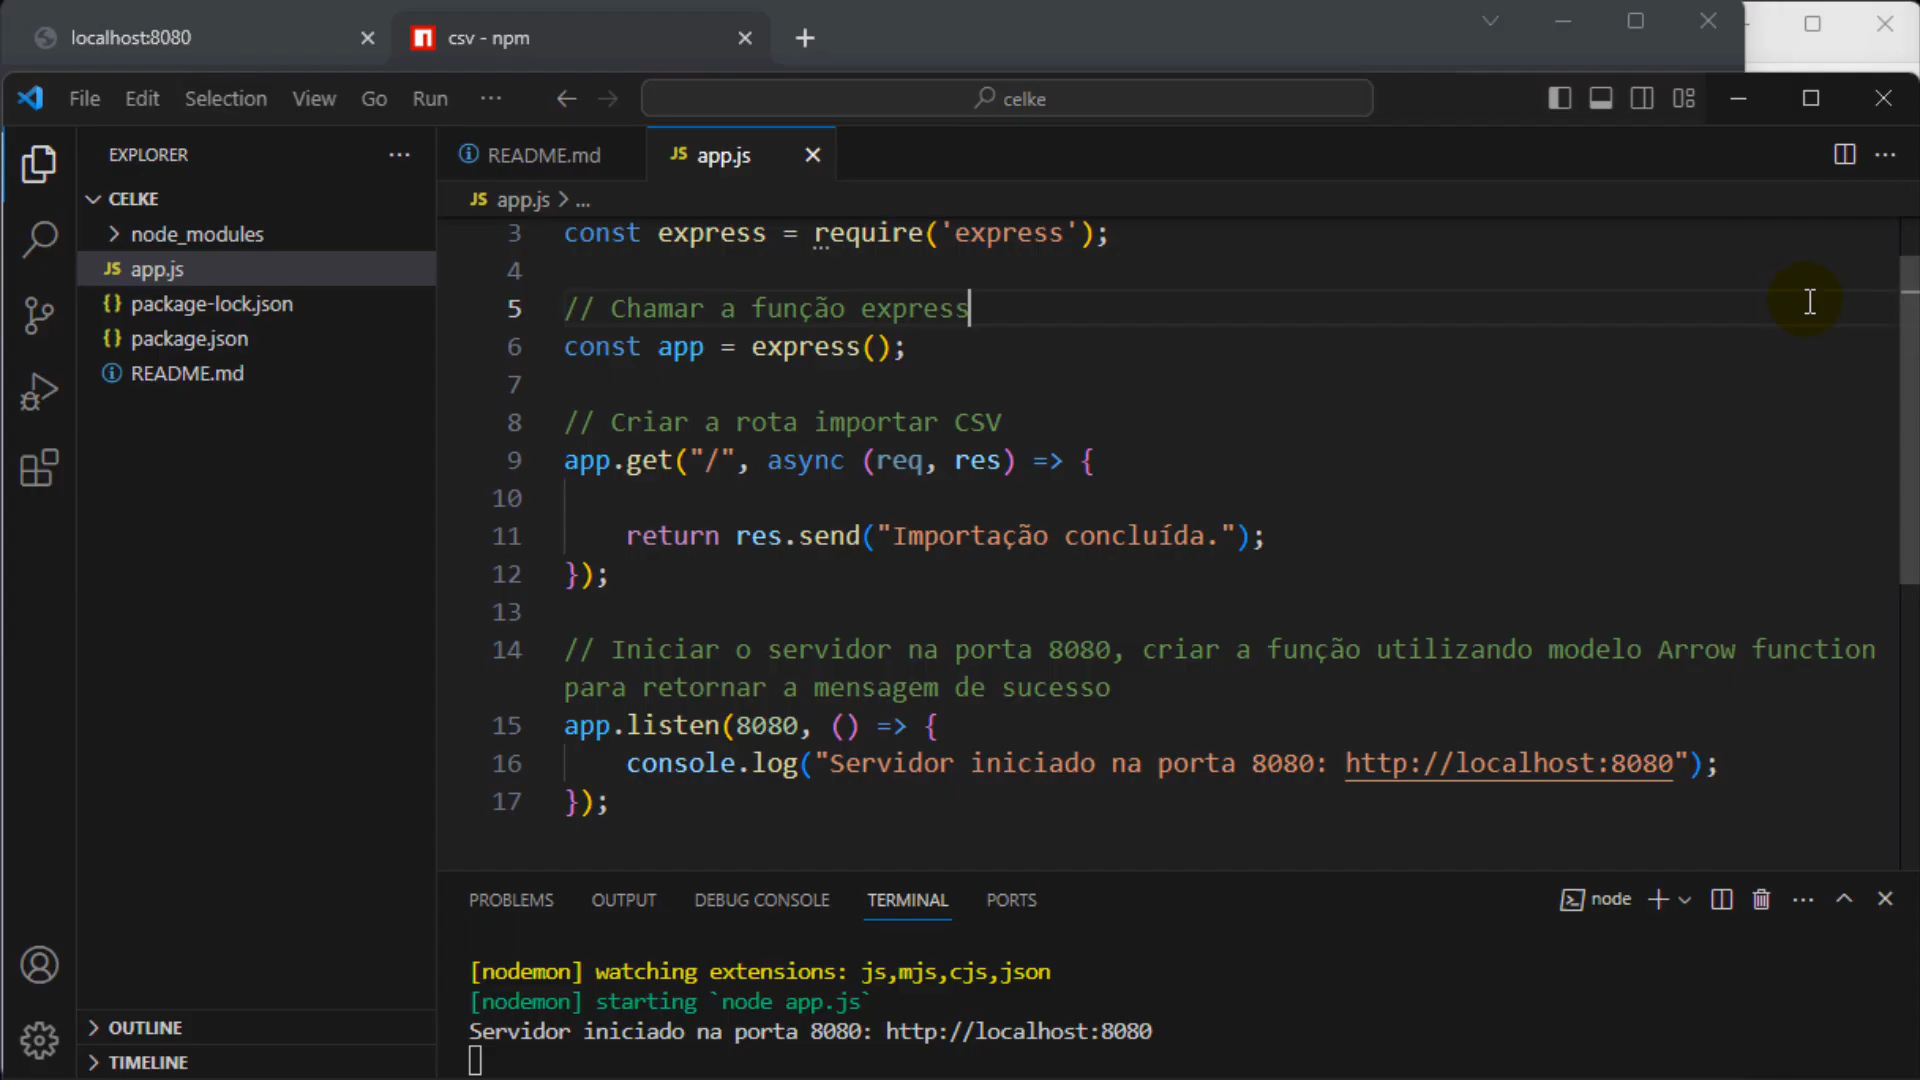 localhost:8080
csv - npm
File Edit Selection View Go Run ...
celke
EXPLORER
README.md
JS app.js
CELKE
JS app.js > ...
node_modules
JS app.js
{} package-lock.json
{} package.json
README.md
3 const express = require('express');
4
5 // Chamar a função express
6 const app = express();
7
8 // Criar a rota importar CSV
9 app.get("/", async (req, res) => {
10
11 return res.send("Importação concluída.");
12 });
13
14 // Iniciar o servidor na porta 8080, criar a função utilizando modelo Arrow function
para retornar a mensagem de sucesso
15 app.listen(8080, () => {
16 console.log("Servidor iniciado na porta 8080: http://localhost:8080");
17 });
PROBLEMS OUTPUT DEBUG CONSOLE TERMINAL PORTS
node
[nodemon] watching extensions: js,mjs,cjs,json
[nodemon] starting `node app.js`
Servidor iniciado na porta 8080: http://localhost:8080
OUTLINE
TIMELINE